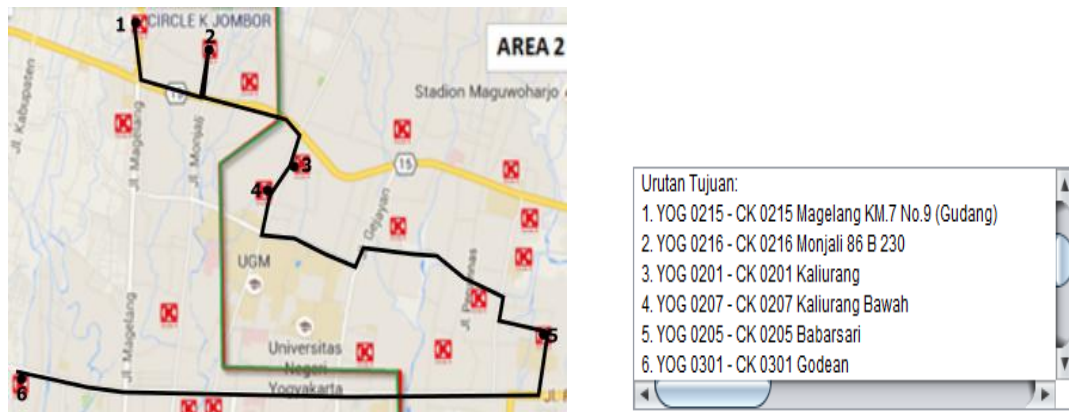 1
CIRCLE K JOMBOR
2
AREA 2
Jl. Kabupaten
15
Stadion Maguwoharjo
Jl. Magelang
Jl. Monjali
3
15
4
Gejayan
UGM
Jl. Magelang
5
Universitas
Negeri
Yogyakarta
6
Urutan Tujuan:
1. YOG 0215 - CK 0215 Magelang KM.7 No.9 (Gudang)
2. YOG 0216 - CK 0216 Monjali 86 B 230
3. YOG 0201 - CK 0201 Kaliurang
4. YOG 0207 - CK 0207 Kaliurang Bawah
5. YOG 0205 - CK 0205 Babarsari
6. YOG 0301 - CK 0301 Godean